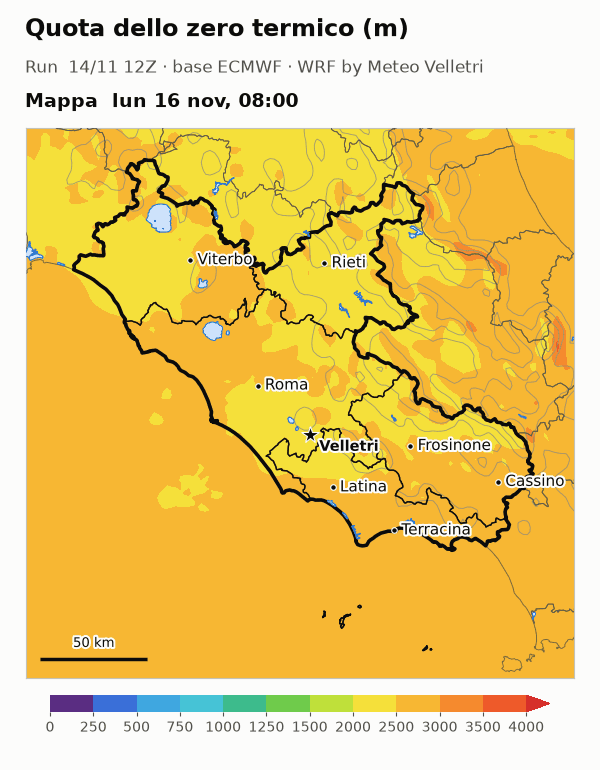 Quota dello zero termico (m)
Run  14/11 12Z · base ECMWF · WRF by Meteo Velletri
Mappa  lun 16 nov, 08:00
Viterbo
Rieti
Roma
Velletri
Frosinone
Cassino
Latina
Terracina
50 km
0 250 500 750 1000 1250 1500 2000 2500 3000 3500 4000